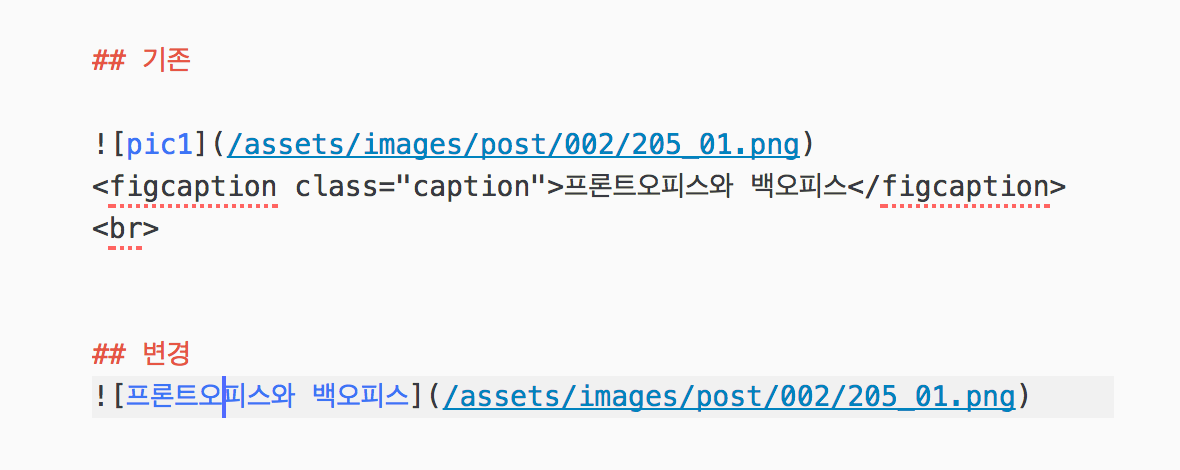 ## 기존
![pic1](/assets/images/post/002/205_01.png)
<figcaption class="caption">프론트오피스와 백오피스</figcaption>
<br>
## 변경
![프론트오피스와 백오피스](/assets/images/post/002/205_01.png)